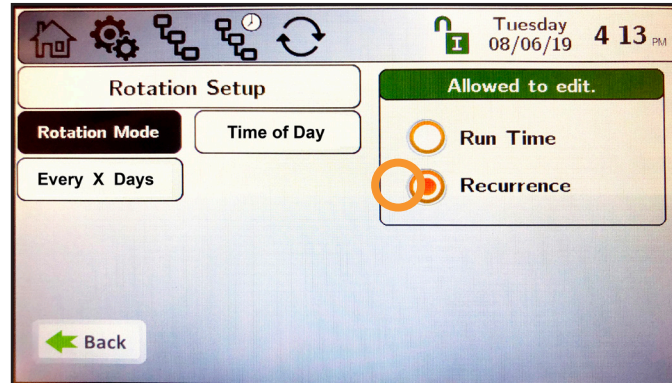 I
Tuesday
08/06/19
4 13 PM
Rotation Setup
Allowed to edit.
Rotation Mode
Time of Day
Run Time
Every X Days
Recurrence
Back